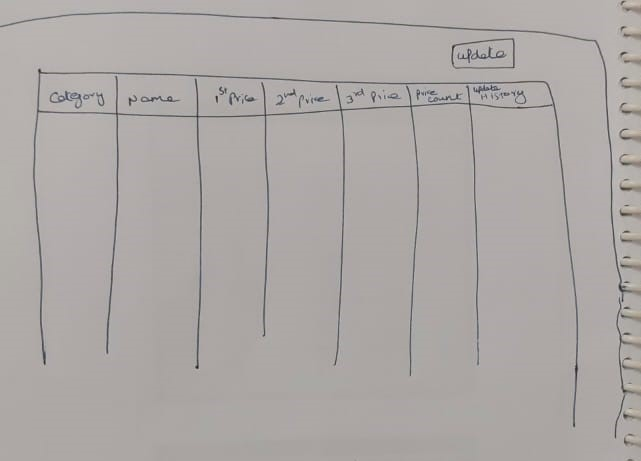 update
Category
Name
1st Price
2nd Price
3rd Price
Price
count
update
History